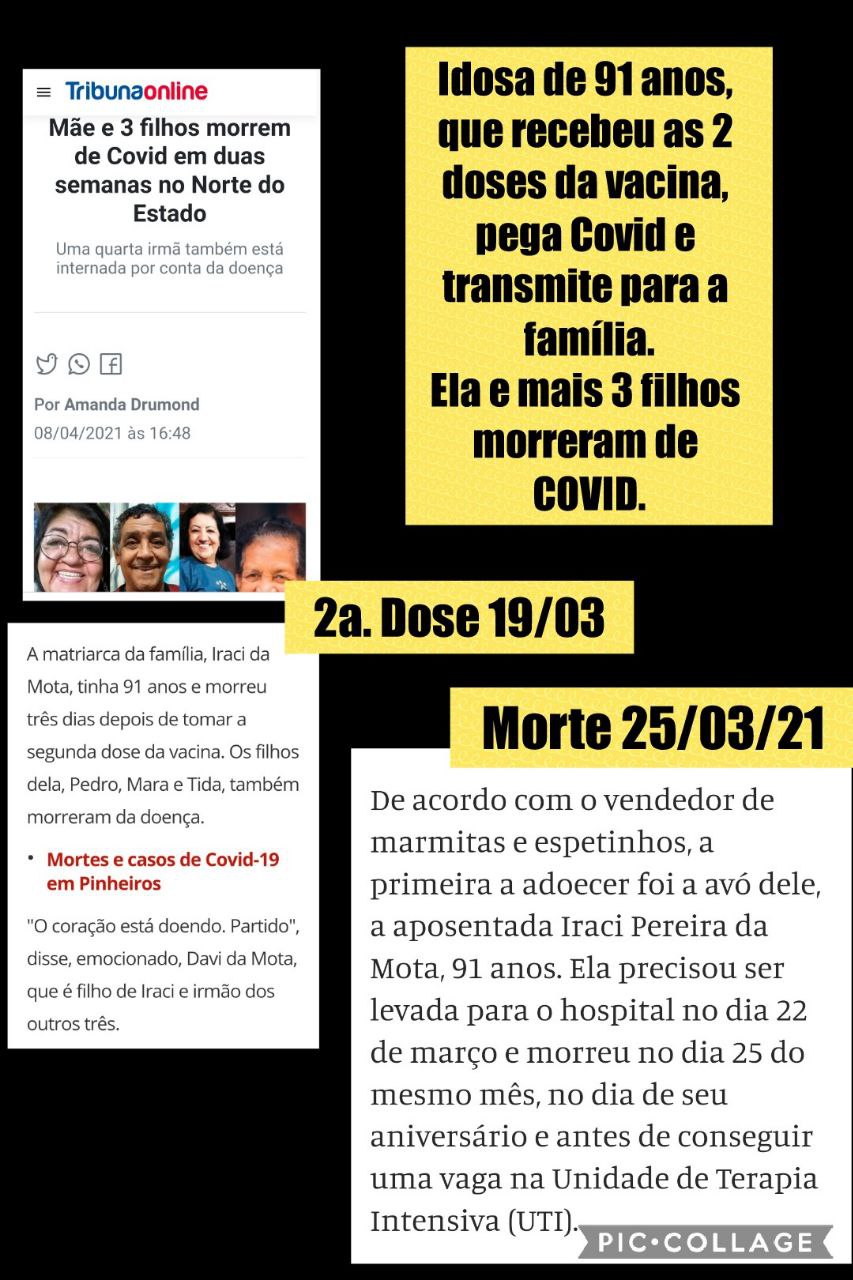 Tribunaonline
Mãe e 3 filhos morrem
de Covid em duas
semanas no Norte do
Estado
Uma quarta irmã também está
internada por conta da doença
Por Amanda Drumond
08/04/2021 às 16:48
Idosa de 91 anos,
que recebeu as 2
doses da vacina,
pega Covid e
transmite para a
família.
Ela e mais 3 filhos
morreram de
COVID.
2a. Dose 19/03
Morte 25/03/21
A matriarca da família, Iraci da
Mota, tinha 91 anos e morreu
três dias depois de tomar a
segunda dose da vacina. Os filhos
dela, Pedro, Mara e Tida, também
morreram da doença.
• Mortes e casos de Covid-19
em Pinheiros
"O coração está doendo. Partido",
disse, emocionado, Davi da Mota,
que é filho de Iraci e irmão dos
outros três.
De acordo com o vendedor de
marmitas e espetinhos, a
primeira a adoecer foi a avó dele,
a aposentada Iraci Pereira da
Mota, 91 anos. Ela precisou ser
levada para o hospital no dia 22
de março e morreu no dia 25 do
mesmo mês, no dia de seu
aniversário e antes de conseguir
uma vaga na Unidade de Terapia
Intensiva (UTI).
PIC•COLLAGE